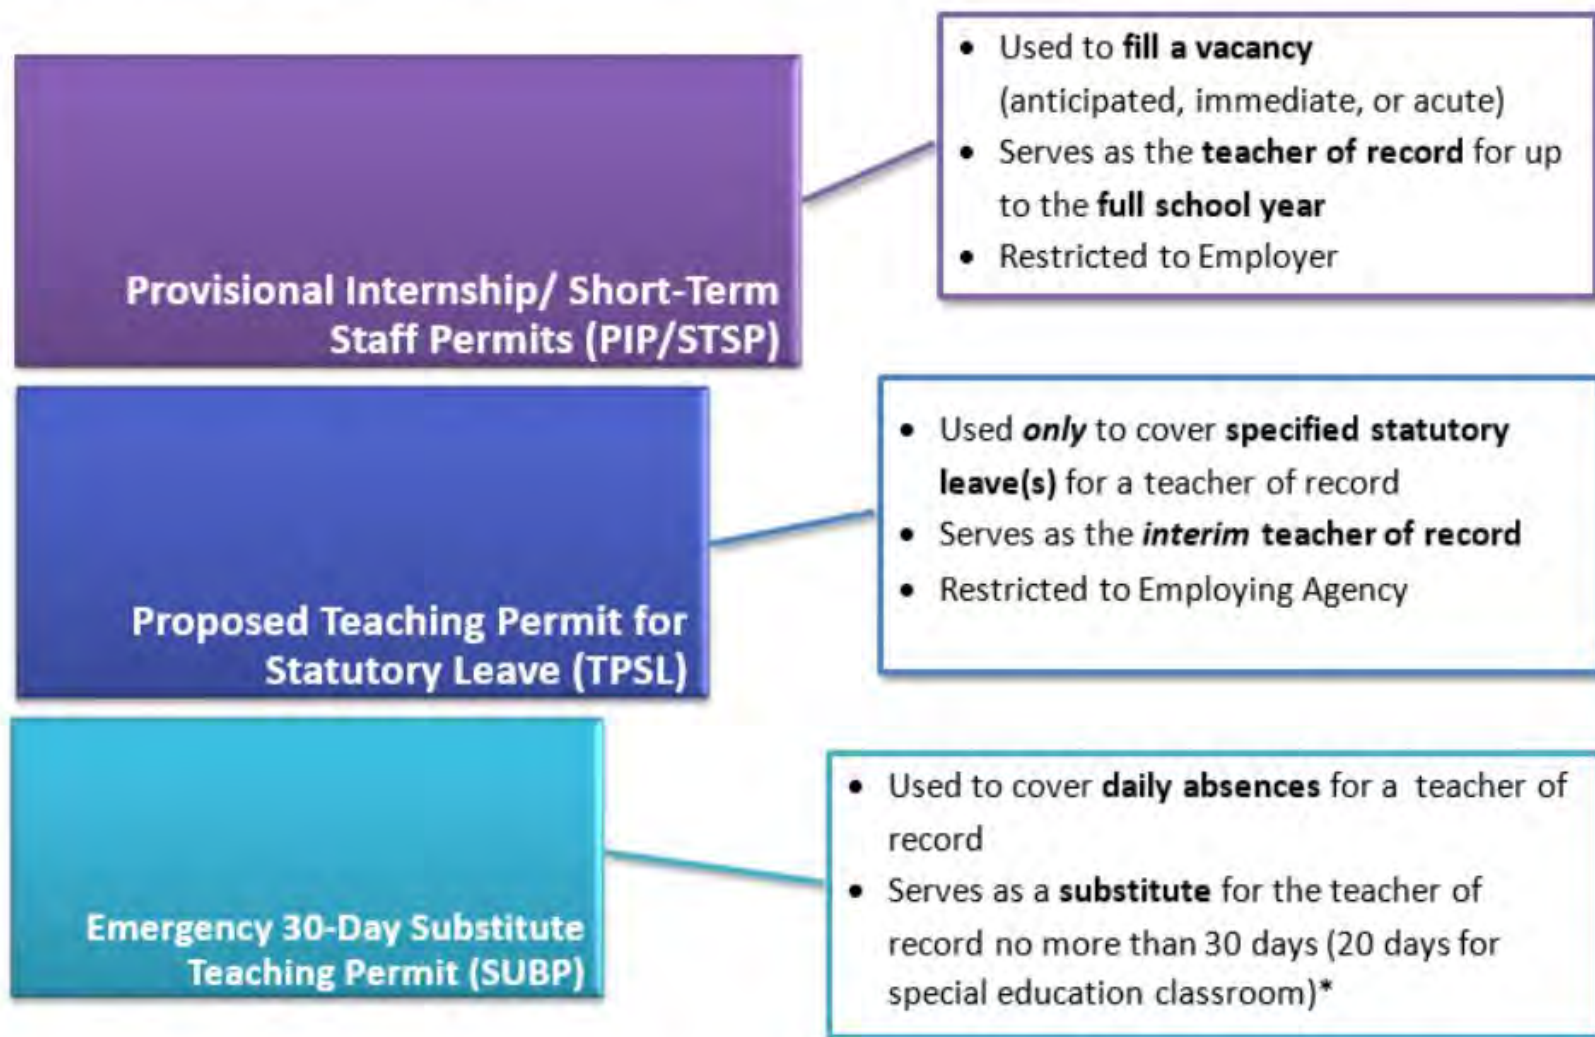 Provisional Internship/ Short-Term
Staff Permits (PIP/STSP)
• Used to fill a vacancy
(anticipated, immediate, or acute)
• Serves as the teacher of record for up
to the full school year
• Restricted to Employer
Proposed Teaching Permit for
Statutory Leave (TPSL)
• Used only to cover specified statutory
leave(s) for a teacher of record
• Serves as the interim teacher of record
• Restricted to Employing Agency
Emergency 30-Day Substitute
Teaching Permit (SUBP)
• Used to cover daily absences for a teacher of
record
• Serves as a substitute for the teacher of
record no more than 30 days (20 days for
special education classroom)*